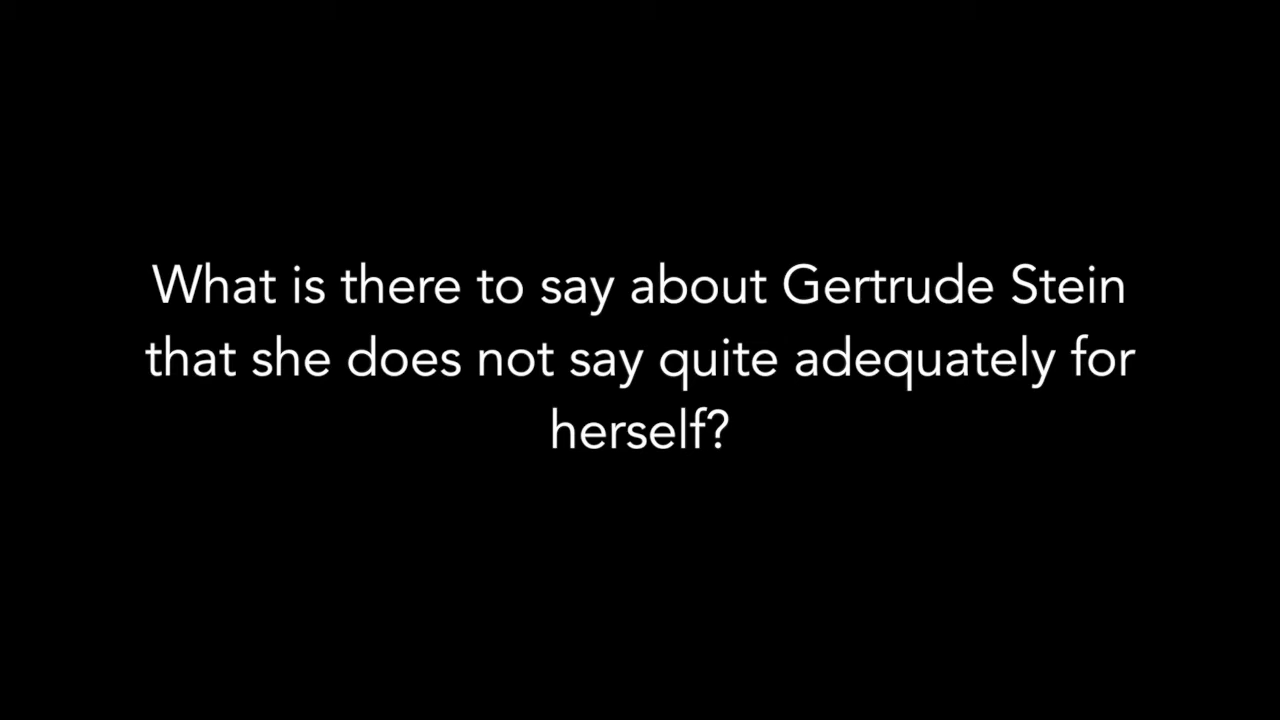 What is there to say about Gertrude Stein
that she does not say quite adequately for
herself?